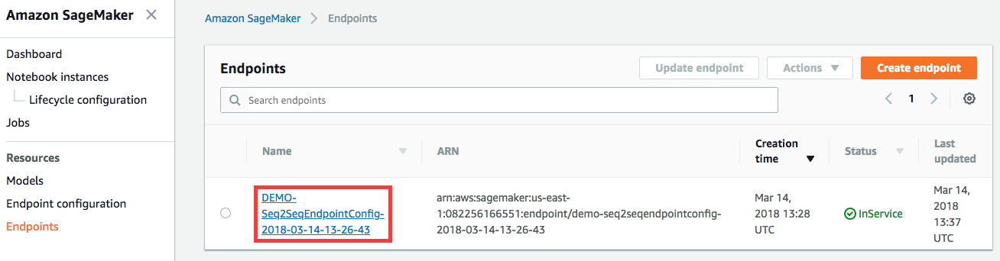 Amazon SageMaker
Dashboard
Notebook instances
Lifecycle configuration
Jobs
Resources
Models
Endpoint configuration
Endpoints
Amazon SageMaker > Endpoints
Endpoints
Update endpoint
Actions
Create endpoint
Search endpoints
1
Name
ARN
Creation
time
Status
Last
updated
DEMO-
Seq2SeqEndpointConfig-
2018-03-14-13-26-43
arn:aws:sagemaker:us-east-
1:082256166551:endpoint/demo-seq2seqendpointconfig-
2018-03-14-13-26-43
Mar 14,
2018 13:28
UTC
InService
Mar 14,
2018
13:37
UTC